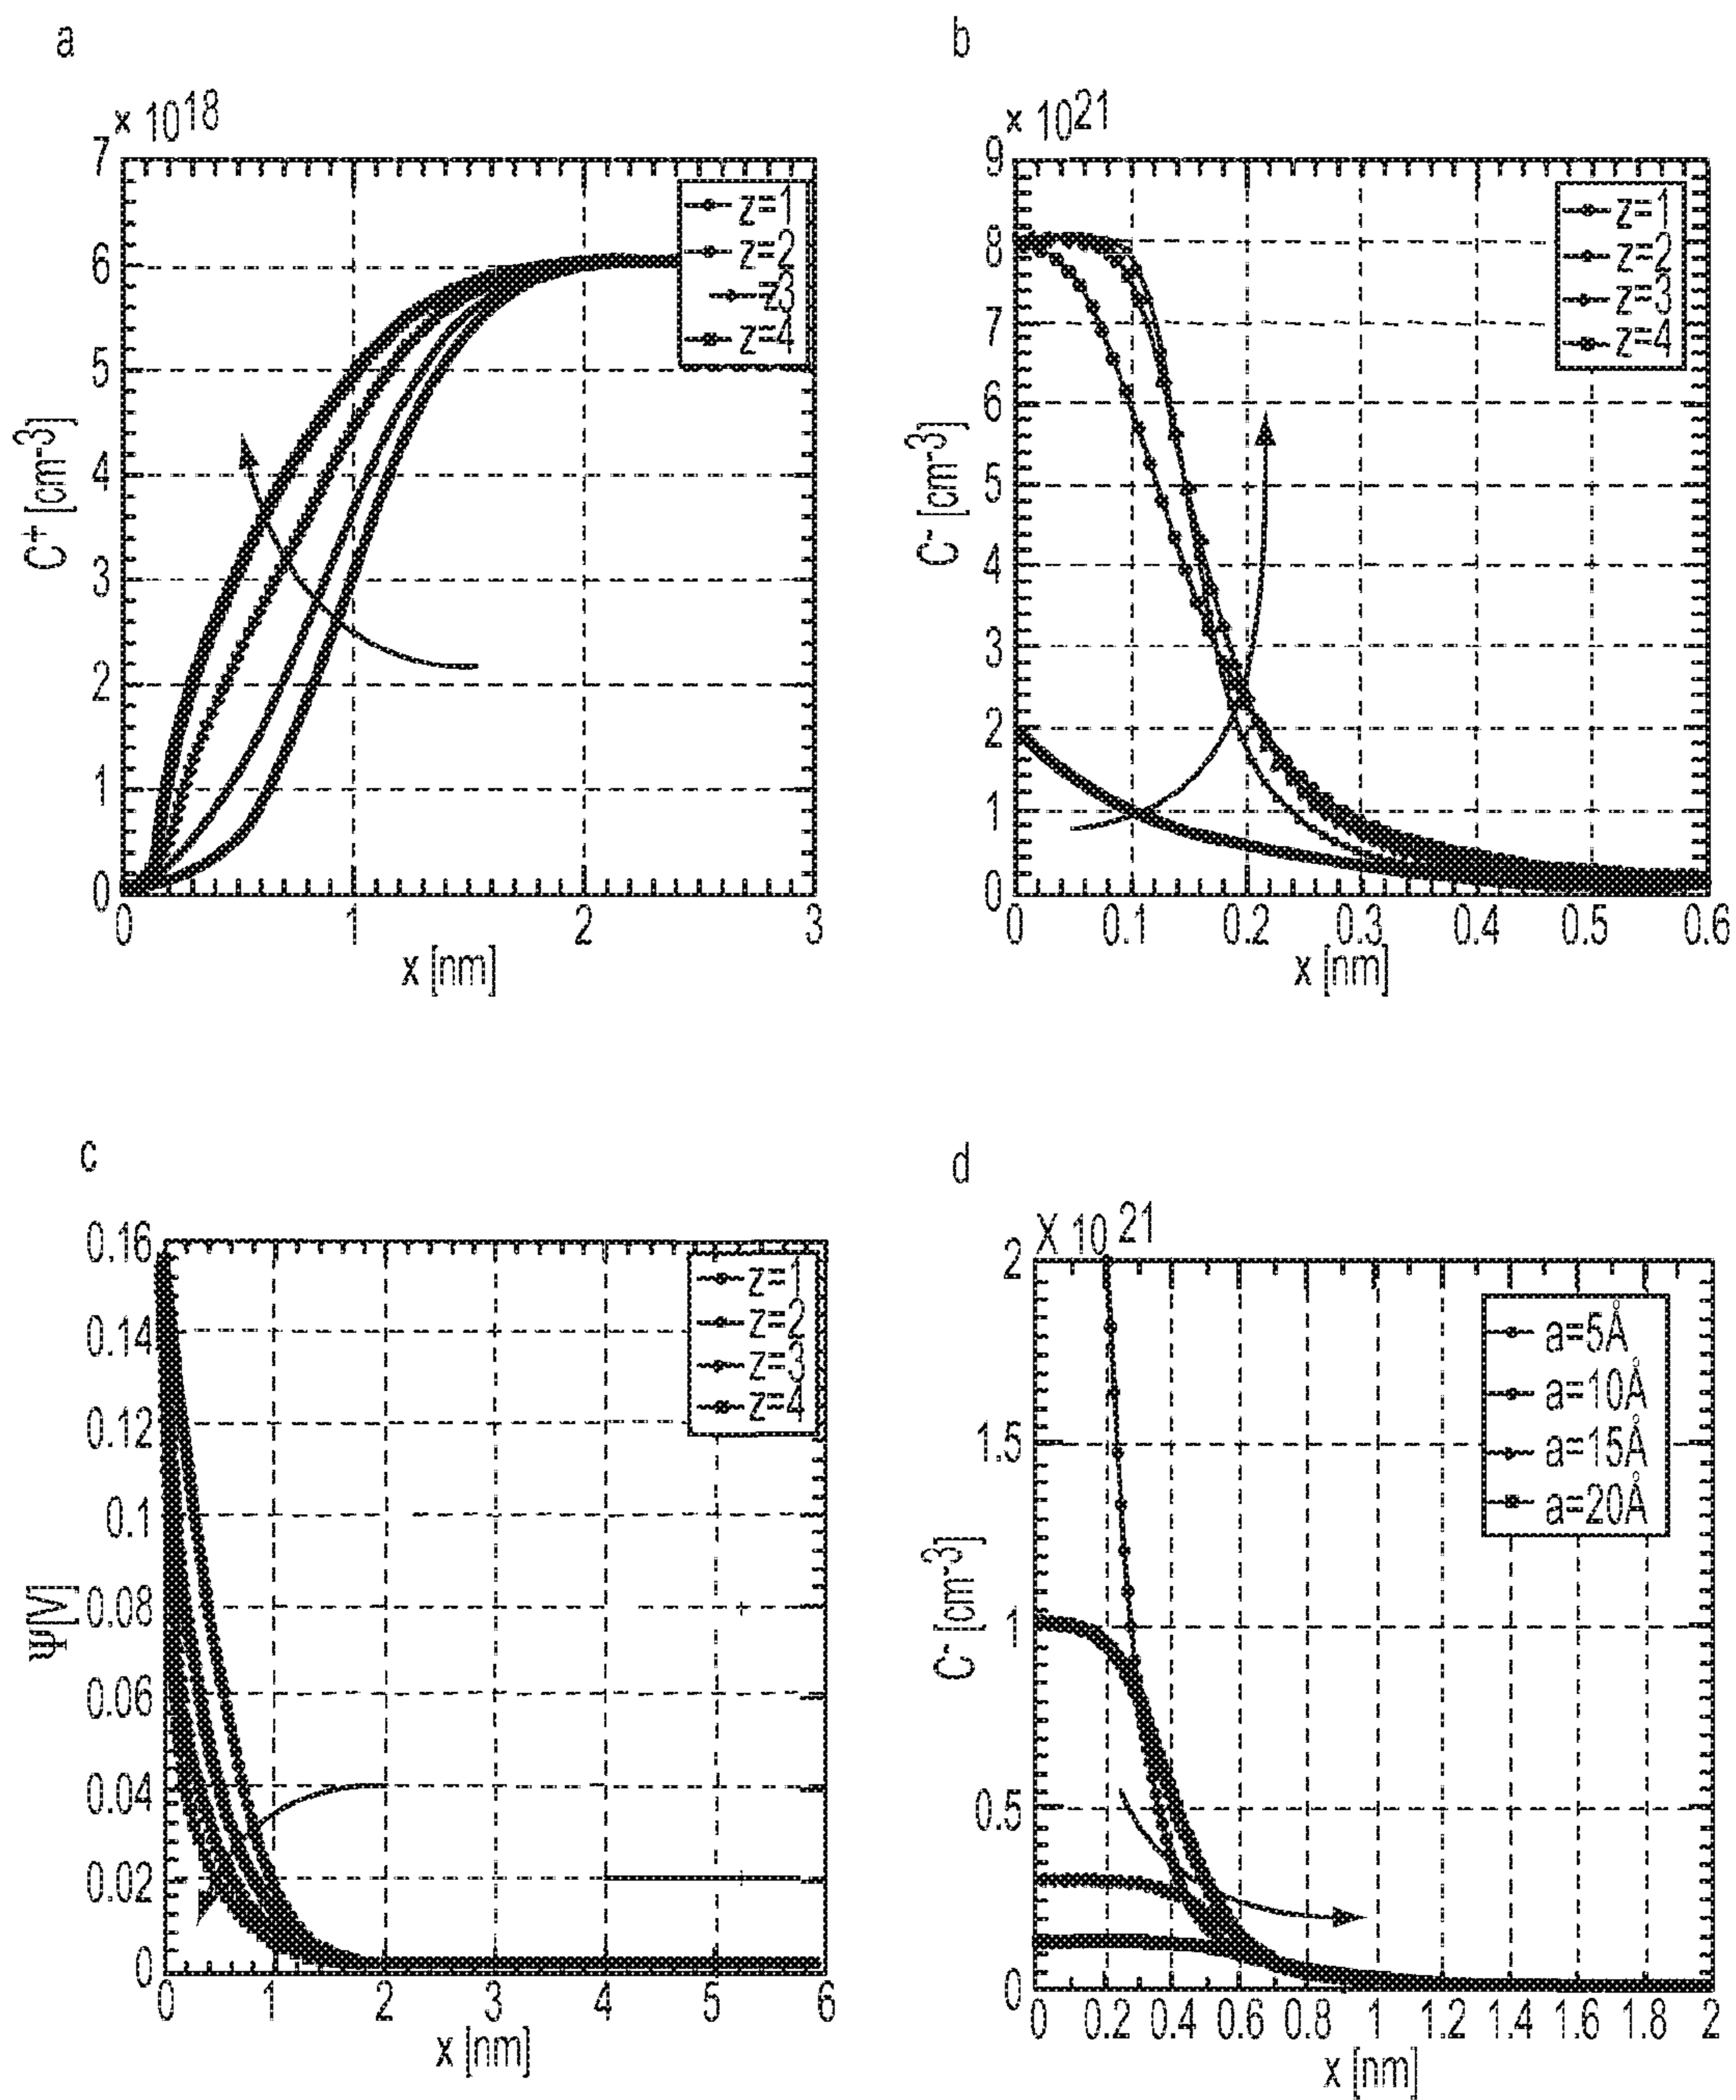 a
× 10^18
7
6
5
4
3
2
1
0
0 1 2 3
C+ [cm-3]
x [nm]
z=1
z=2
z3
z=4
b
× 10^21
9
8
7
6
5
4
3
2
1
0
0 0.1 0.2 0.3 0.4 0.5 0.6
C- [cm-3]
x [nm]
z=1
z=2
z=3
z=4
c
0.16
0.14
0.12
0.1
0.08
0.06
0.04
0.02
0
0 1 2 3 4 5 6
Ψ[V]
x [nm]
z=1
z=2
z=3
z=4
d
X 10 21
2
1.5
1
0.5
0
0 0.2 0.4 0.6 0.8 1 1.2 1.4 1.6 1.8 2
C- [cm-3]
x [nm]
a=5Å
a=10Å
a=15Å
a=20Å